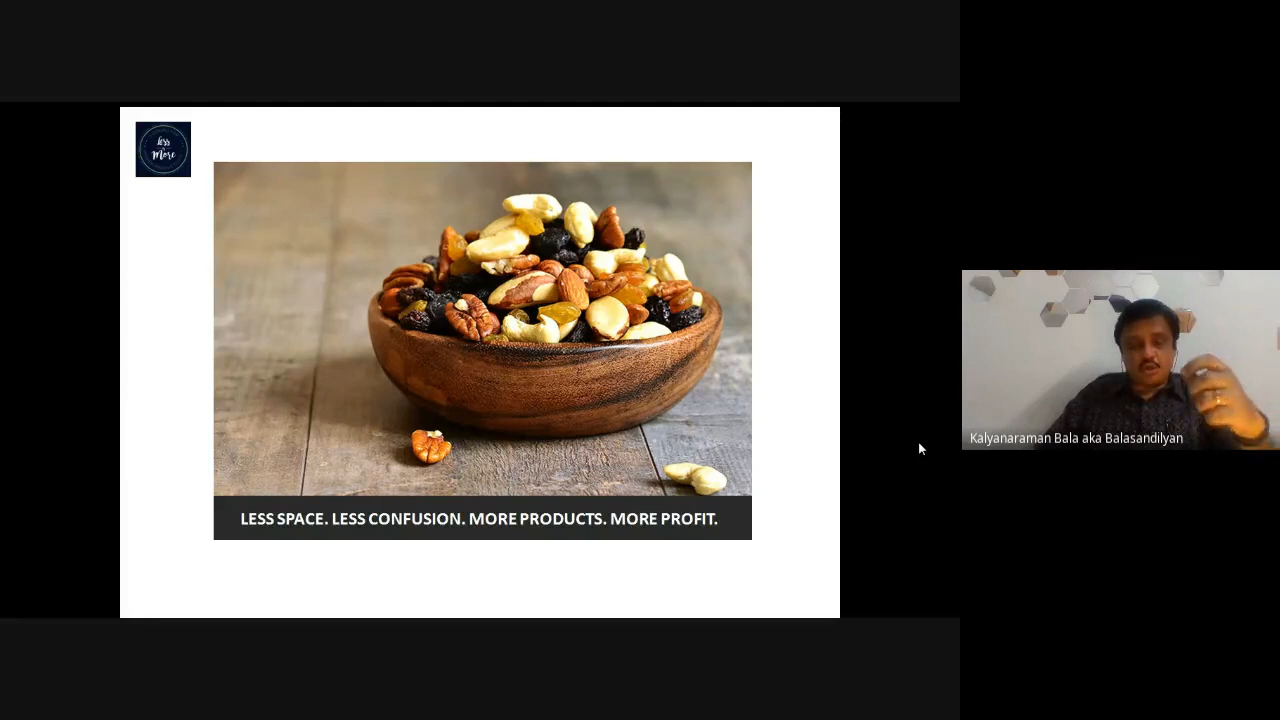 less
More
LESS SPACE. LESS CONFUSION. MORE PRODUCTS. MORE PROFIT.
Kalyanaraman Bala aka Balasandilyan